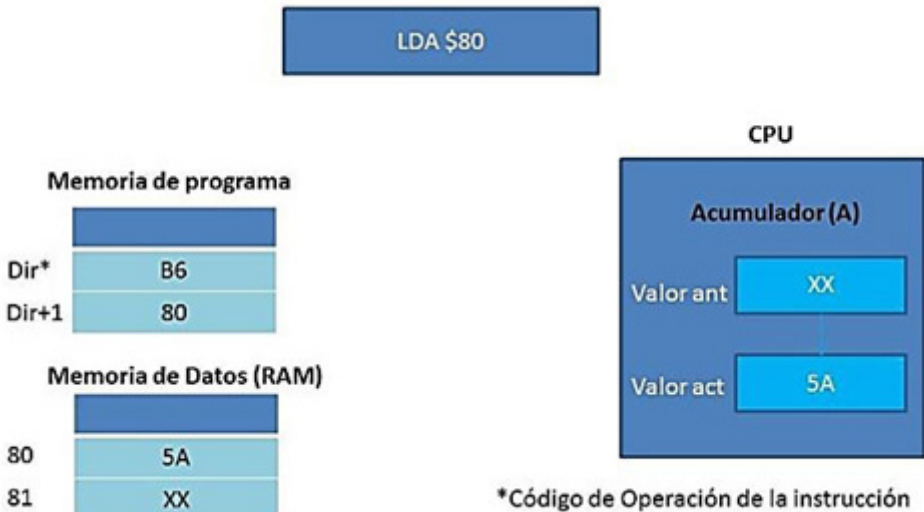 LDA $80
CPU
Memoria de programa
Acumulador (A)
Dir* B6
Valor ant XX
Dir+1 80
Memoria de Datos (RAM)
Valor act 5A
80 5A
81 XX
*Código de Operación de la instrucción